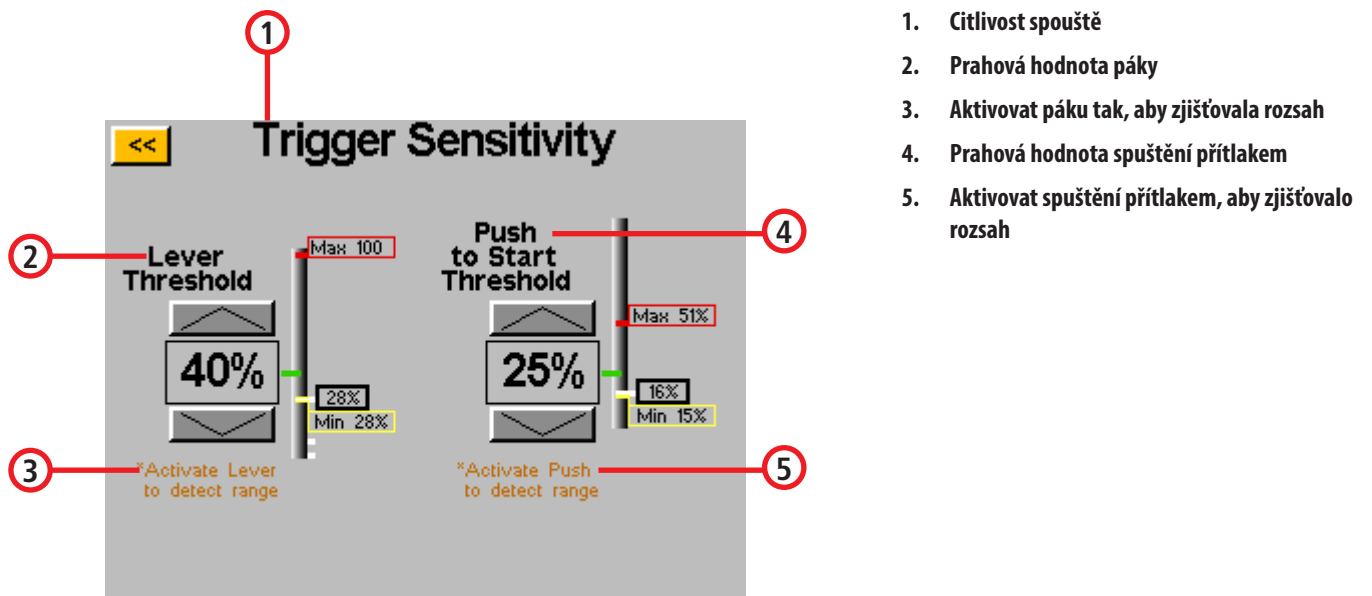 1
<<
Trigger Sensitivity
2
Lever
Threshold
Max 100
40%
28%
Min 28%
3
*Activate Lever
to detect range
Push
to Start
Threshold
4
Max 51%
25%
16%
Min 15%
*Activate Push
to detect range
5
1. Citlivost spouště
2. Prahová hodnota páky
3. Aktivovat páku tak, aby zjišťovala rozsah
4. Prahová hodnota spuštění přítlakem
5. Aktivovat spuštění přítlakem, aby zjišťovalo
rozsah